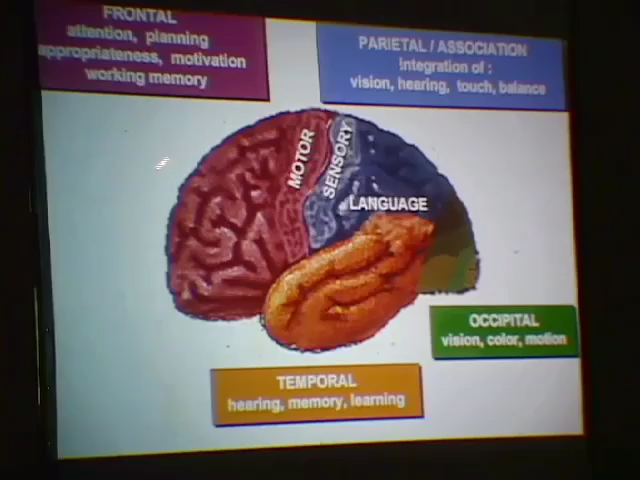 FRONTAL
attention, planning
appropriateness, motivation
working memory
PARIETAL / ASSOCIATION
integration of :
vision, hearing, touch, balance
MOTOR
SENSORY
LANGUAGE
OCCIPITAL
vision, color, motion
TEMPORAL
hearing, memory, learning